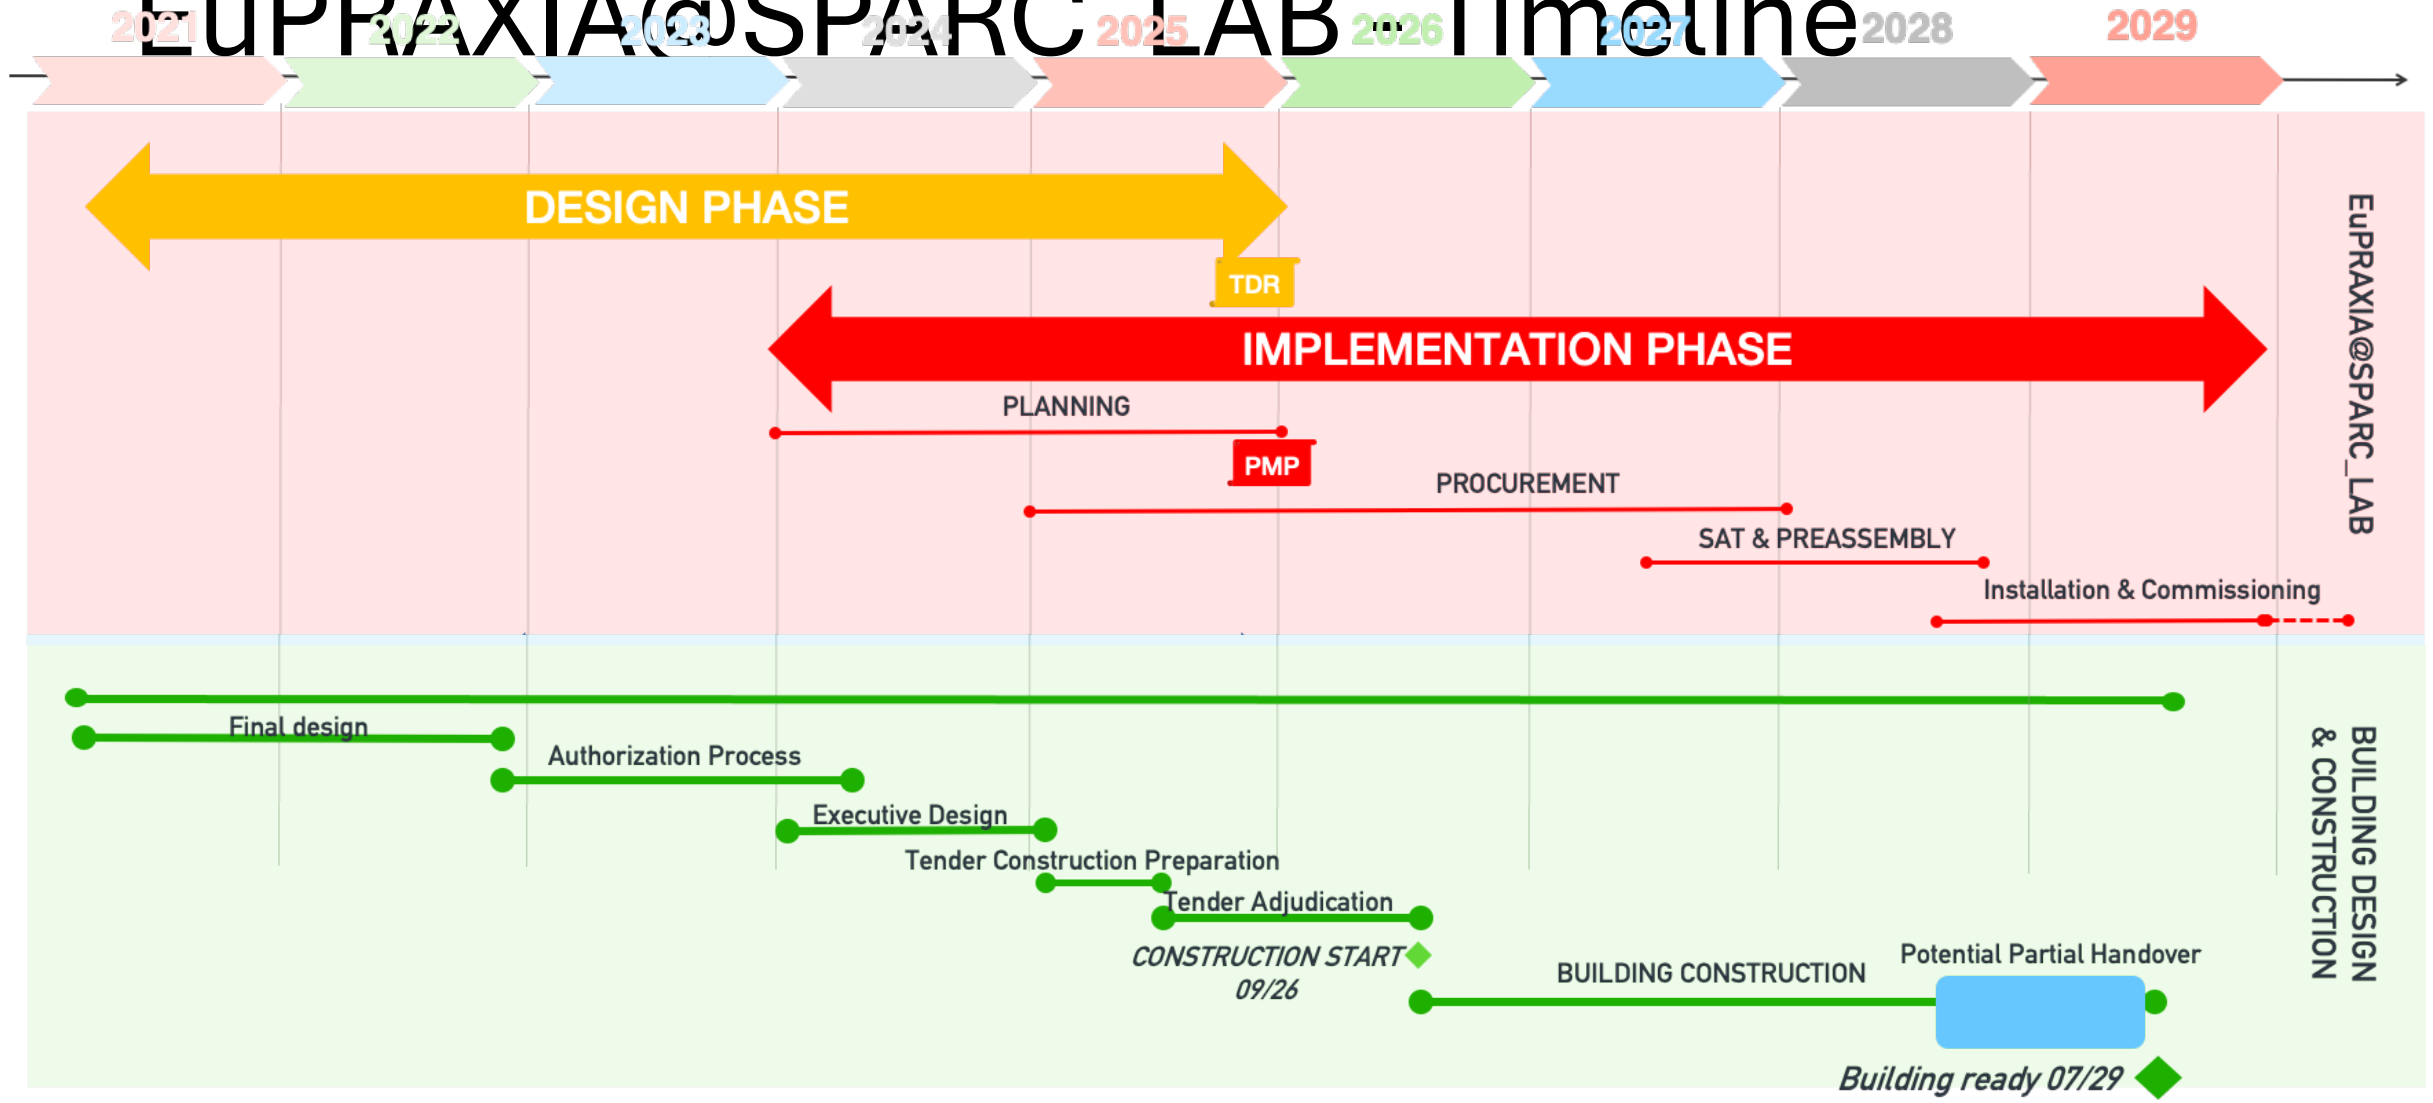 EuPRAXIA@SPARC_LAB - Timeline
2021
2022
2023
2024
2025
2026
2027
2028
2029
DESIGN PHASE
TDR
IMPLEMENTATION PHASE
PLANNING
PMP
PROCUREMENT
SAT & PREASSEMBLY
Installation & Commissioning
EuPRAXIA@SPARC_LAB
Final design
Authorization Process
Executive Design
Tender Construction Preparation
Tender Adjudication
CONSTRUCTION START
09/26
BUILDING CONSTRUCTION
Potential Partial Handover
Building ready 07/29
BUILDING DESIGN
& CONSTRUCTION